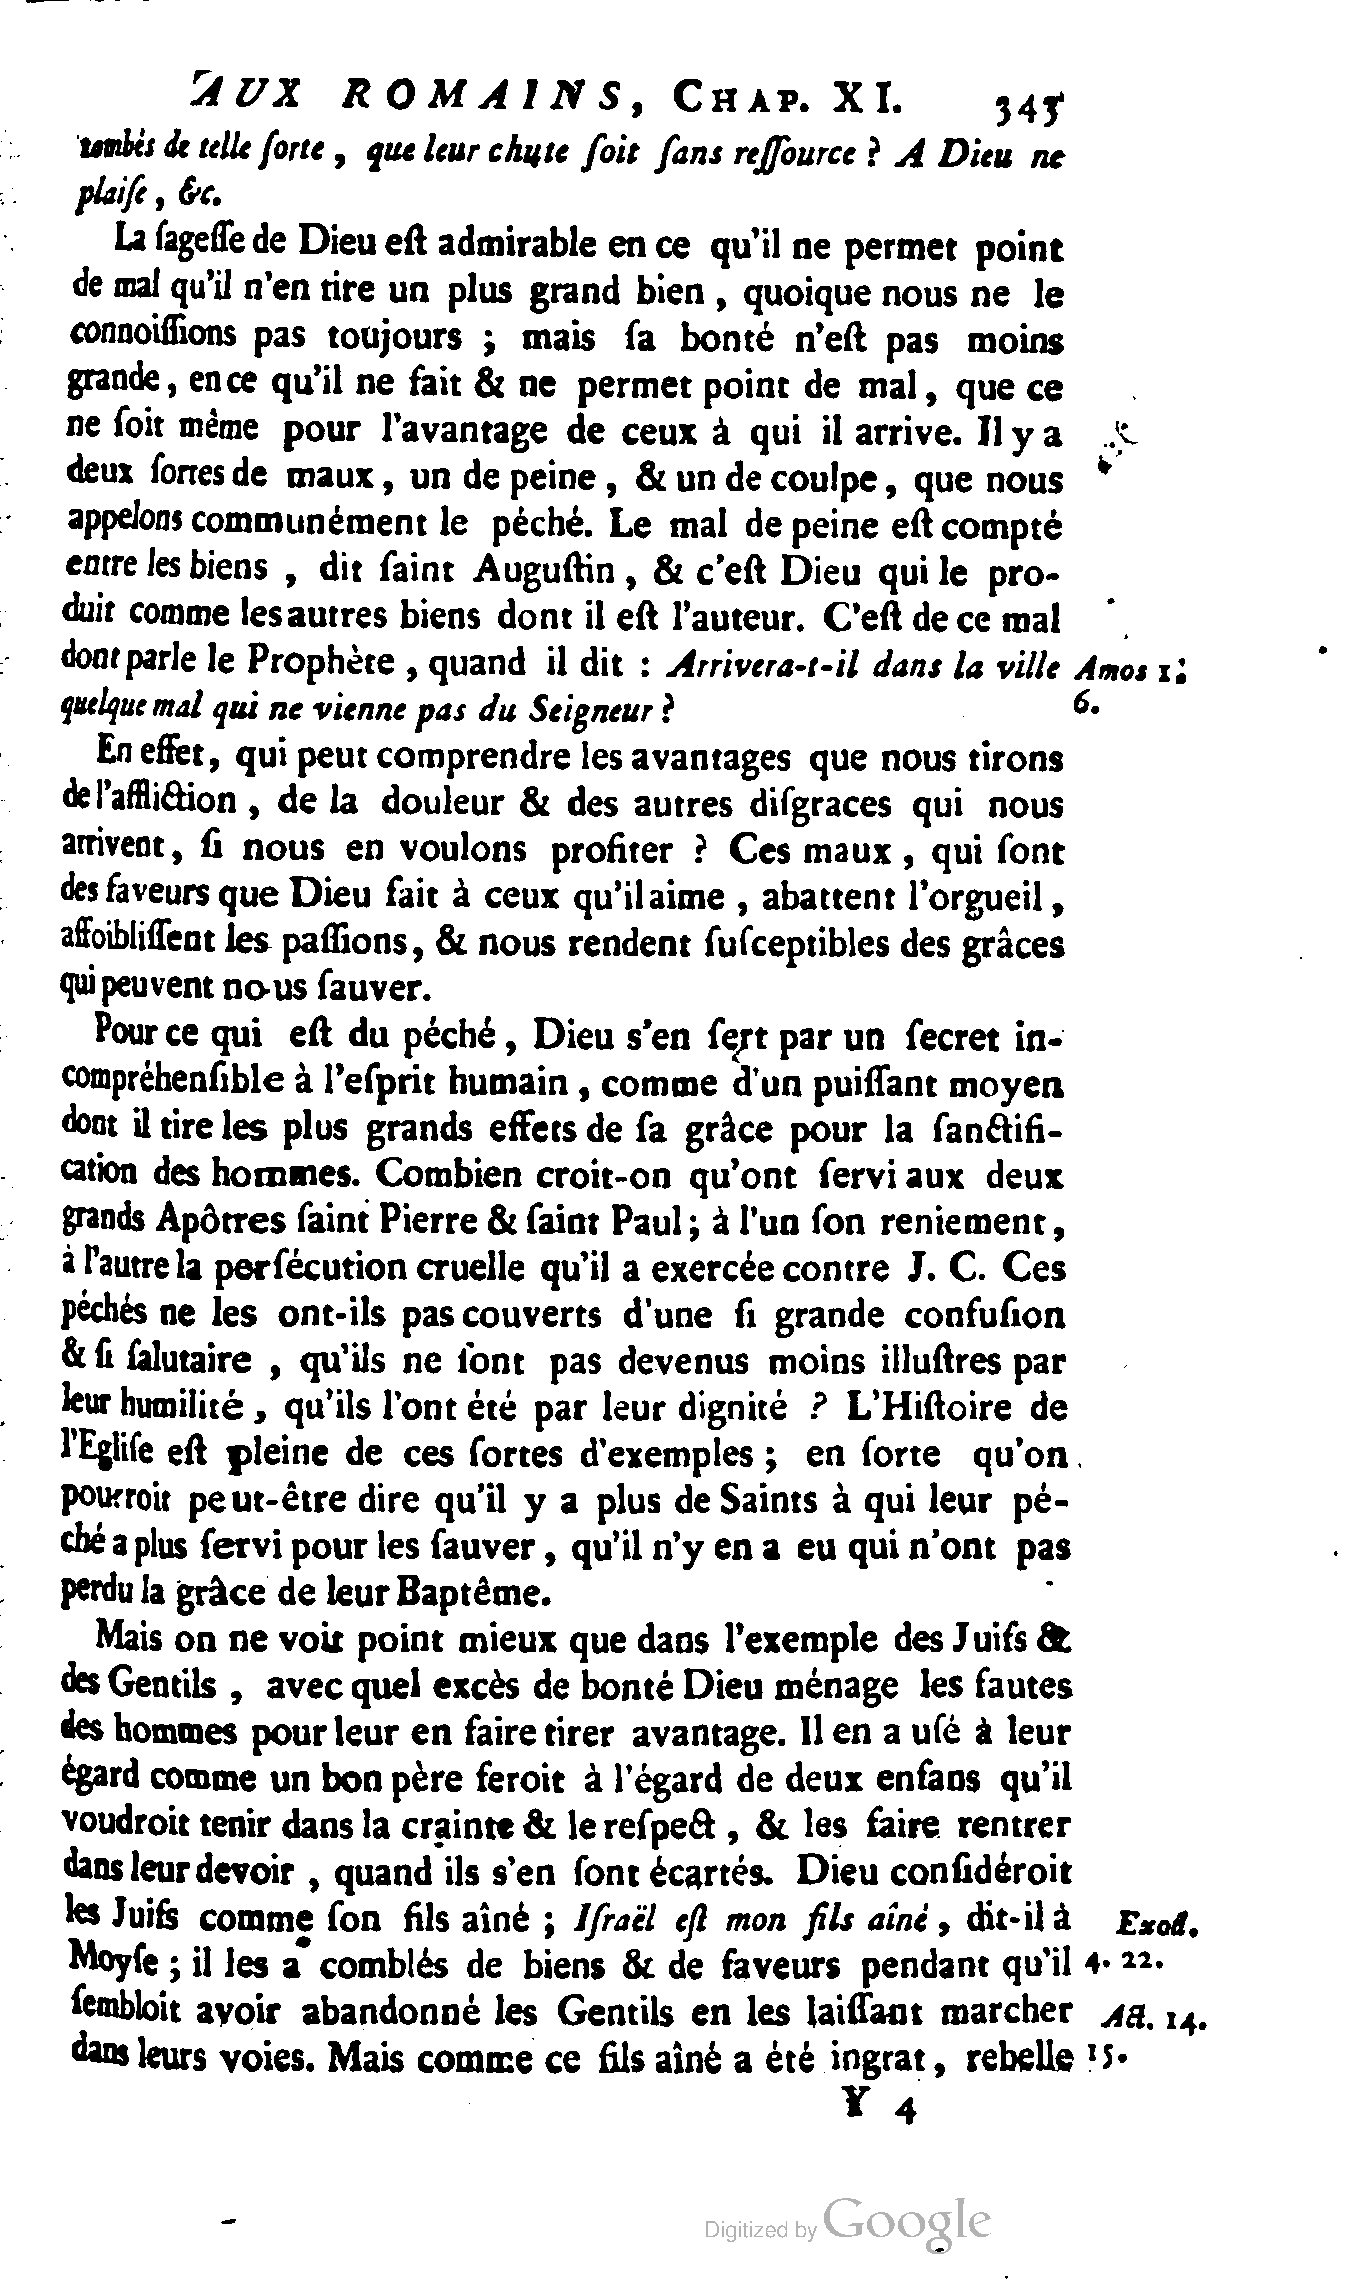 AUX ROMAINS, CHAP. XI. 343
tombés de telle ſorte, que leur chute ſoit ſans reſſource ? A Dieu ne
plaiſe, &c.
La ſageſſe de Dieu eſt admirable en ce qu'il ne permet point
de mal qu'il n'en tire un plus grand bien, quoique nous ne le
connoiſſions pas toujours ; mais ſa bonté n'eſt pas moins
grande, en ce qu'il ne fait & ne permet point de mal, que ce
ne ſoit même pour l'avantage de ceux à qui il arrive. Il y a
deux ſortes de maux, un de peine, & un de coulpe, que nous
appelons communément le péché. Le mal de peine eſt compté
entre les biens, dit ſaint Auguſtin, & c'eſt Dieu qui le pro-
duit comme les autres biens dont il eſt l'auteur. C'eſt de ce mal
dont parle le Prophète, quand il dit : Arrivera-t-il dans la ville Amos 1:
quelque mal qui ne vienne pas du Seigneur ? 6.
En effet, qui peut comprendre les avantages que nous tirons
de l'affliction, de la douleur & des autres diſgraces qui nous
arrivent, ſi nous en voulons profiter ? Ces maux, qui ſont
des faveurs que Dieu fait à ceux qu'il aime, abattent l'orgueil,
affoibliſſent les paſſions, & nous rendent ſuſceptibles des grâces
qui peuvent nous ſauver.
Pour ce qui eſt du péché, Dieu s'en ſert par un ſecret in-
compréhenſible à l'eſprit humain, comme d'un puiſſant moyen
dont il tire les plus grands effets de ſa grâce pour la ſanctifi-
cation des hommes. Combien croit-on qu'ont ſervi aux deux
grands Apôtres ſaint Pierre & ſaint Paul; à l'un ſon reniement,
à l'autre la perſécution cruelle qu'il a exercée contre J. C. Ces
péchés ne les ont-ils pas couverts d'une ſi grande confuſion
& ſi ſalutaire, qu'ils ne ſont pas devenus moins illuſtres par
leur humilité, qu'ils l'ont été par leur dignité ? L'Hiſtoire de
l'Egliſe eſt pleine de ces ſortes d'exemples ; en ſorte qu'on
pourroit peut-être dire qu'il y a plus de Saints à qui leur pé-
ché a plus ſervi pour les ſauver, qu'il n'y en a eu qui n'ont pas
perdu la grâce de leur Baptême.
Mais on ne voit point mieux que dans l'exemple des Juifs &
des Gentils, avec quel excès de bonté Dieu ménage les fautes
des hommes pour leur en faire tirer avantage. Il en a uſé à leur
égard comme un bon père feroit à l'égard de deux enfans qu'il
voudroit tenir dans la crainte & le reſpect, & les faire rentrer
dans leur devoir, quand ils s'en ſont écartés. Dieu conſidéroit
les Juifs comme ſon fils aîné ; Iſraël eſt mon fils aîné, dit-il à Exod.
Moyſe ; il les a comblés de biens & de faveurs pendant qu'il 4. 22.
ſembloit avoir abandonné les Gentils en les laiſſant marcher Act. 14.
dans leurs voies. Mais comme ce fils aîné a été ingrat, rebelle 15.
Y 4
Digitized by Google